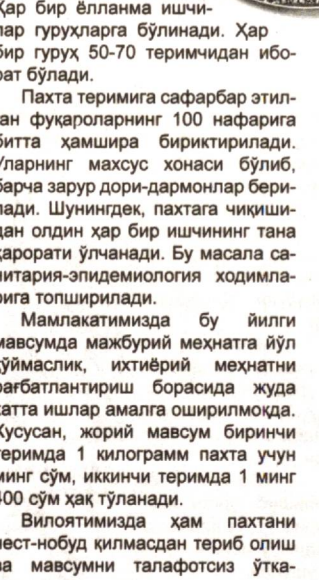 Ҳар бир ёлланма ишчи-
лар гуруҳларга бўлинади. Ҳар
бир гуруҳ 50-70 теримчидан ибо-
рат бўлади.
Пахта теримига сафарбар этил-
ган фуқароларнинг 100 нафарига
битта ҳамшира бириктирилади.
Уларнинг махсус хонаси бўлиб,
барча зарур дори-дармонлар бери-
лади. Шунингдек, пахтага чиқиши-
дан олдин ҳар бир ишчининг тана
ҳарорати ўлчанади. Бу масала са-
нитария-эпидемиология ходимла-
рига топширилади.
Мамлакатимизда бу йилги
мавсумда мажбурий меҳнатга йўл
қўймаслик, ихтиёрий меҳнатни
рағбатлантириш борасида жуда
катта ишлар амалга оширилмоқда.
Хусусан, жорий мавсум биринчи
теримда 1 килограмм пахта учун
минг сўм, иккинчи теримда 1 минг
400 сўм ҳақ тўланади.
Вилоятимизда ҳам пахтани
нест-нобуд қилмасдан териб олиш
ва мавсумни талафотсиз ўтка-